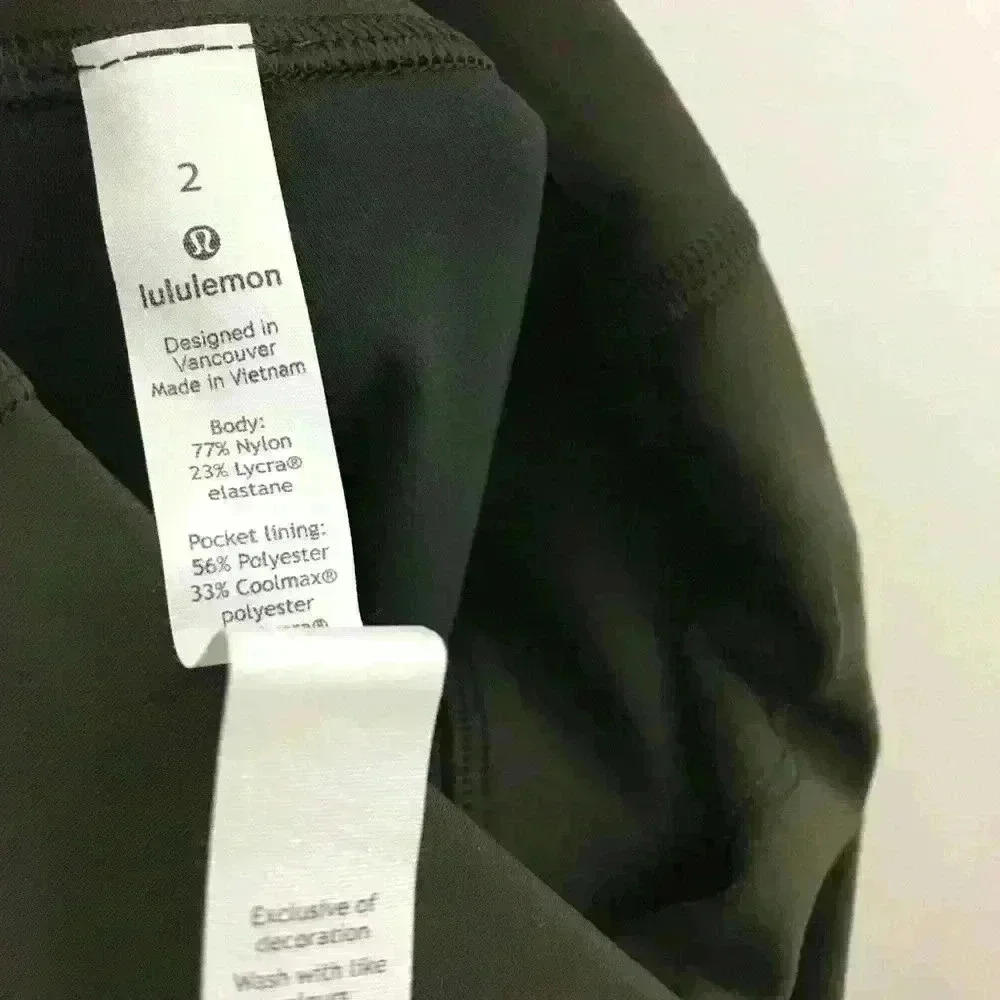 2
lululemon
Designed in
Vancouver
Made in Vietnam
Body:
77% Nylon
23% Lycra®
elastane
Pocket lining:
56% Polyester
33% Coolmax®
polyester
Exclusive of
decoration
Wash with like